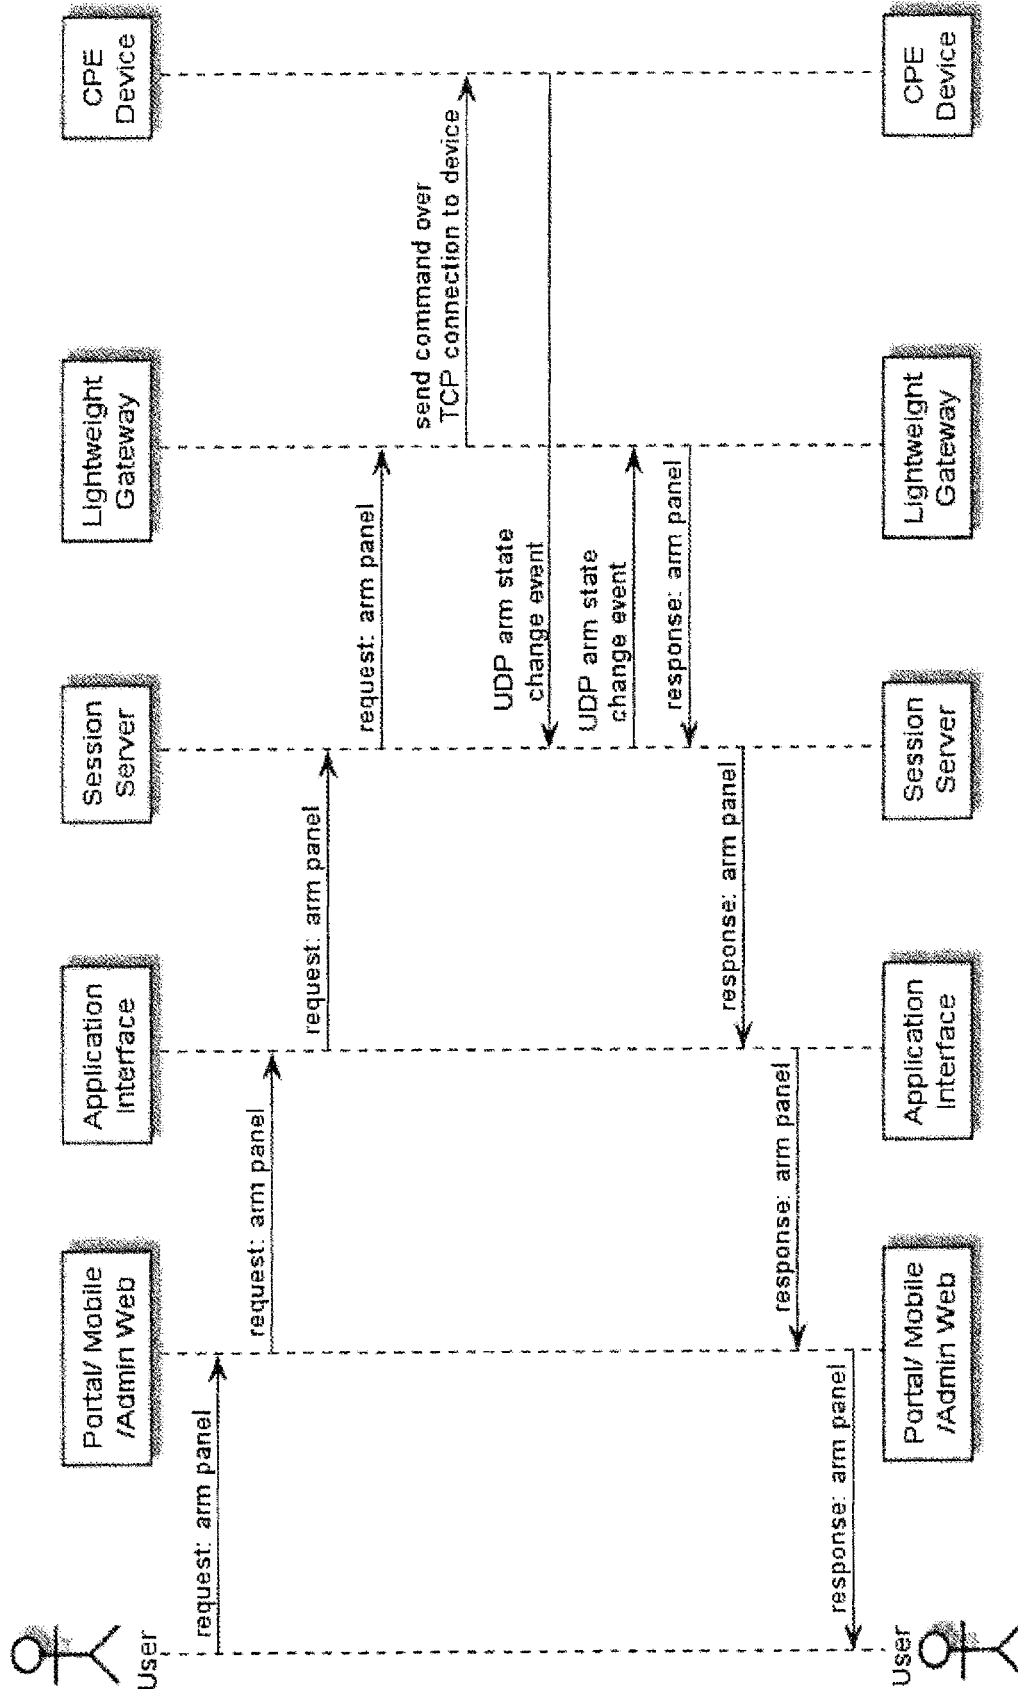 User
Portal/ Mobile
/Admin Web
Application
Interface
Session
Server
Lightweight
Gateway
CPE
Device
request: arm panel
request: arm panel
request: arm panel
request: arm panel
send command over
TCP connection to device
UDP arm state
change event
UDP arm state
change event
response: arm panel
response: arm panel
response: arm panel
response: arm panel
User
Portal/ Mobile
/Admin Web
Application
Interface
Session
Server
Lightweight
Gateway
CPE
Device